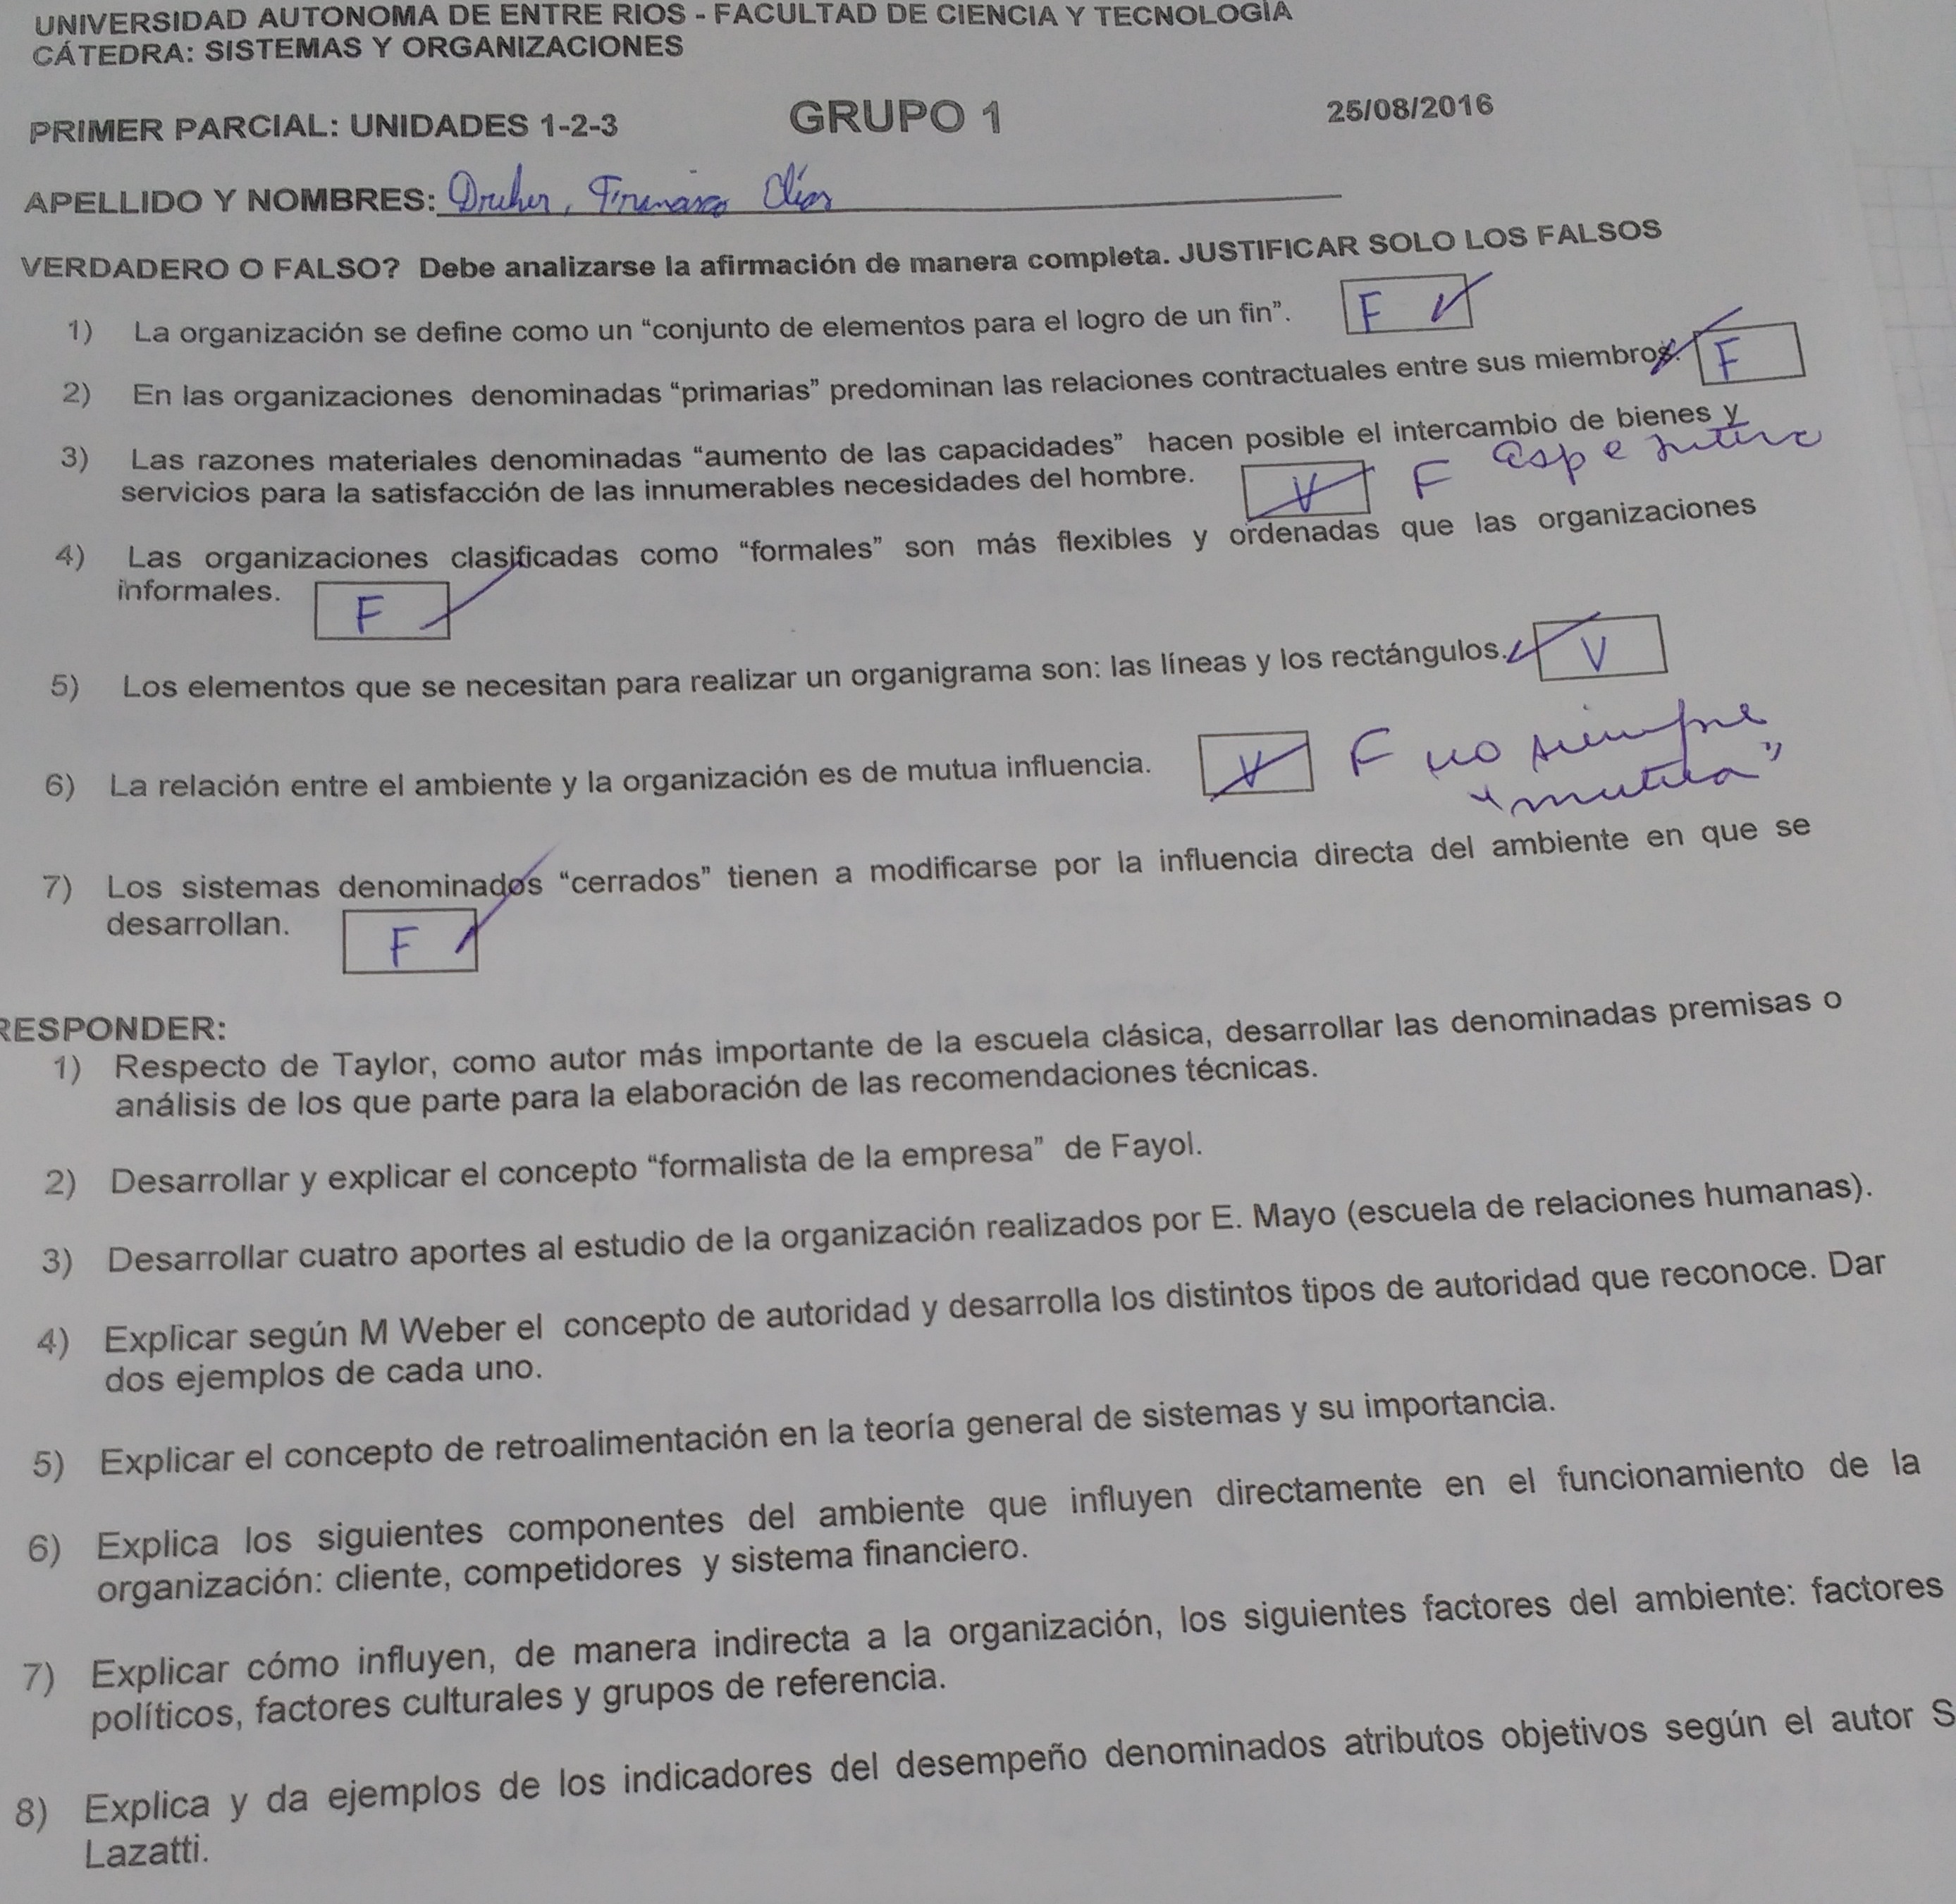 UNIVERSIDAD AUTONOMA DE ENTRE RIOS - FACULTAD DE CIENCIA Y TECNOLOGÍA
CÁTEDRA: SISTEMAS Y ORGANIZACIONES
PRIMER PARCIAL: UNIDADES 1-2-3 GRUPO 1 25/08/2016
APELLIDO Y NOMBRES: Dreher, Francisco Elías
VERDADERO O FALSO? Debe analizarse la afirmación de manera completa. JUSTIFICAR SOLO LOS FALSOS
1) La organización se define como un “conjunto de elementos para el logro de un fin”. F
2) En las organizaciones denominadas “primarias” predominan las relaciones contractuales entre sus miembros. F
3) Las razones materiales denominadas “aumento de las capacidades” hacen posible el intercambio de bienes y
servicios para la satisfacción de las innumerables necesidades del hombre. V F
4) Las organizaciones clasificadas como “formales” son más flexibles y ordenadas que las organizaciones
informales. F
5) Los elementos que se necesitan para realizar un organigrama son: las líneas y los rectángulos. V
6) La relación entre el ambiente y la organización es de mutua influencia. V F no siempre
“mutua”
7) Los sistemas denominados “cerrados” tienen a modificarse por la influencia directa del ambiente en que se
desarrollan. F
RESPONDER:
1) Respecto de Taylor, como autor más importante de la escuela clásica, desarrollar las denominadas premisas o
análisis de los que parte para la elaboración de las recomendaciones técnicas.
2) Desarrollar y explicar el concepto “formalista de la empresa” de Fayol.
3) Desarrollar cuatro aportes al estudio de la organización realizados por E. Mayo (escuela de relaciones humanas).
4) Explicar según M Weber el concepto de autoridad y desarrolla los distintos tipos de autoridad que reconoce. Dar
dos ejemplos de cada uno.
5) Explicar el concepto de retroalimentación en la teoría general de sistemas y su importancia.
6) Explica los siguientes componentes del ambiente que influyen directamente en el funcionamiento de la
organización: cliente, competidores y sistema financiero.
7) Explicar cómo influyen, de manera indirecta a la organización, los siguientes factores del ambiente: factores
políticos, factores culturales y grupos de referencia.
8) Explica y da ejemplos de los indicadores del desempeño denominados atributos objetivos según el autor S
Lazatti.